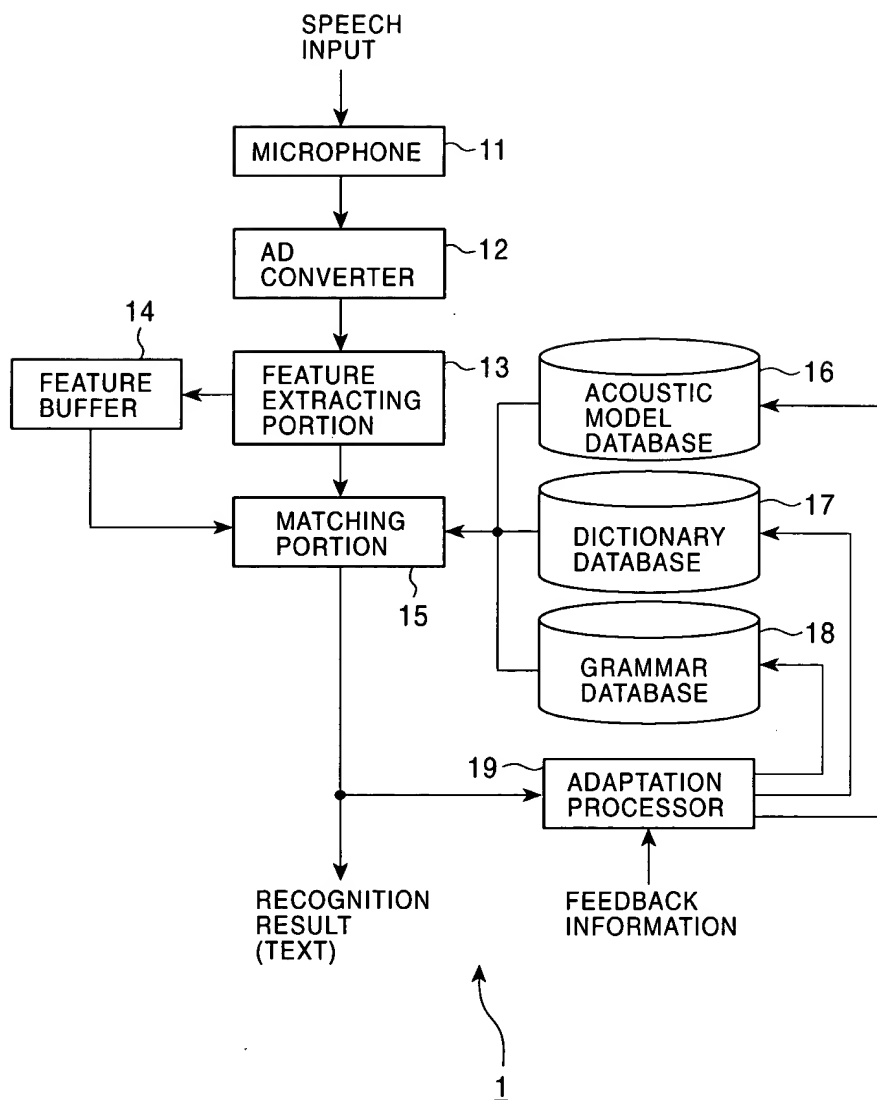 SPEECH
INPUT
MICROPHONE
11
AD
CONVERTER
12
14
FEATURE
BUFFER
FEATURE
EXTRACTING
PORTION
13
ACOUSTIC
MODEL
DATABASE
16
MATCHING
PORTION
15
DICTIONARY
DATABASE
17
GRAMMAR
DATABASE
18
19
ADAPTATION
PROCESSOR
RECOGNITION
RESULT
(TEXT)
FEEDBACK
INFORMATION
1